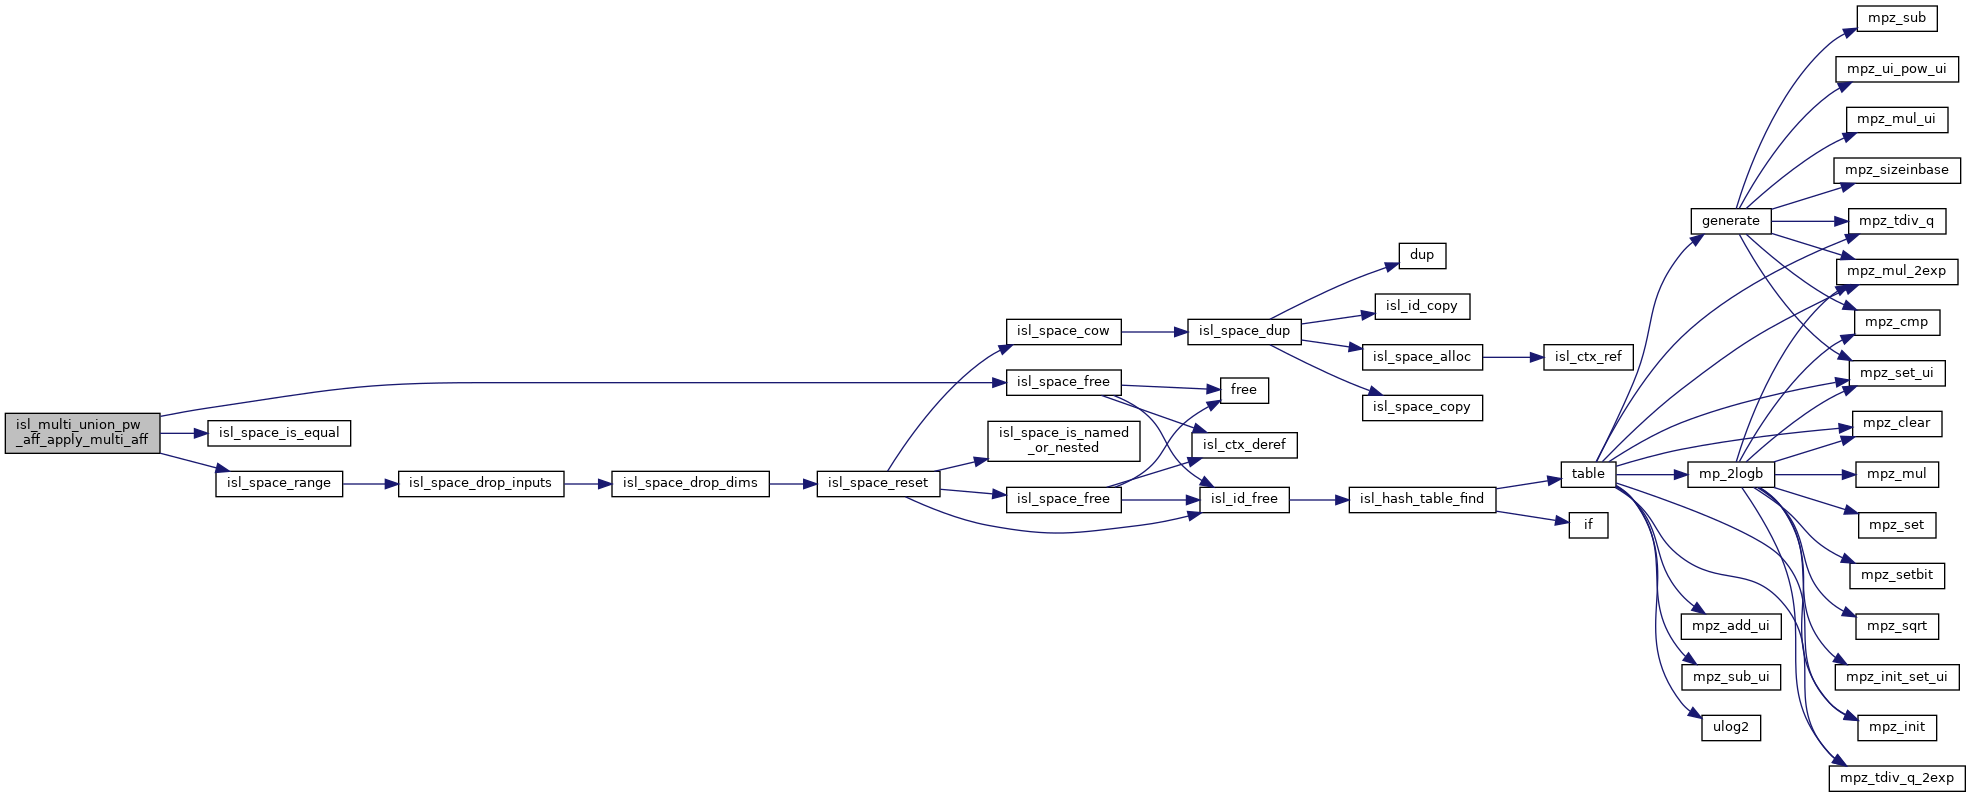 isl_multi_union_pw
_aff_apply_multi_aff
isl_space_is_equal
isl_space_range
isl_space_drop_inputs
isl_space_drop_dims
isl_space_reset
isl_space_cow
isl_space_free
isl_space_is_named
_or_nested
isl_space_free
isl_space_dup
free
isl_ctx_deref
isl_id_free
dup
isl_id_copy
isl_space_alloc
isl_space_copy
isl_hash_table_find
isl_ctx_ref
table
if
generate
mp_2logb
mpz_add_ui
mpz_sub_ui
ulog2
mpz_sub
mpz_ui_pow_ui
mpz_mul_ui
mpz_sizeinbase
mpz_tdiv_q
mpz_mul_2exp
mpz_cmp
mpz_set_ui
mpz_clear
mpz_mul
mpz_set
mpz_setbit
mpz_sqrt
mpz_init_set_ui
mpz_init
mpz_tdiv_q_2exp